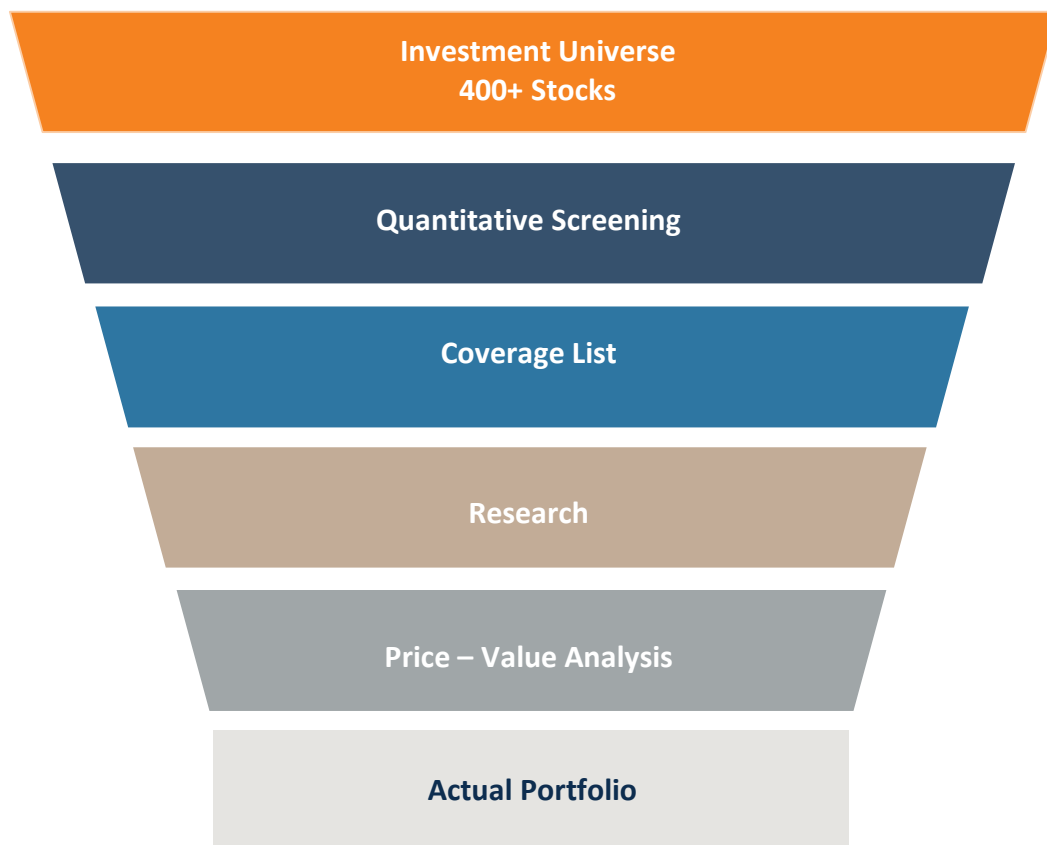 Investment Universe
400+ Stocks
Quantitative Screening
Coverage List
Research
Price – Value Analysis
Actual Portfolio